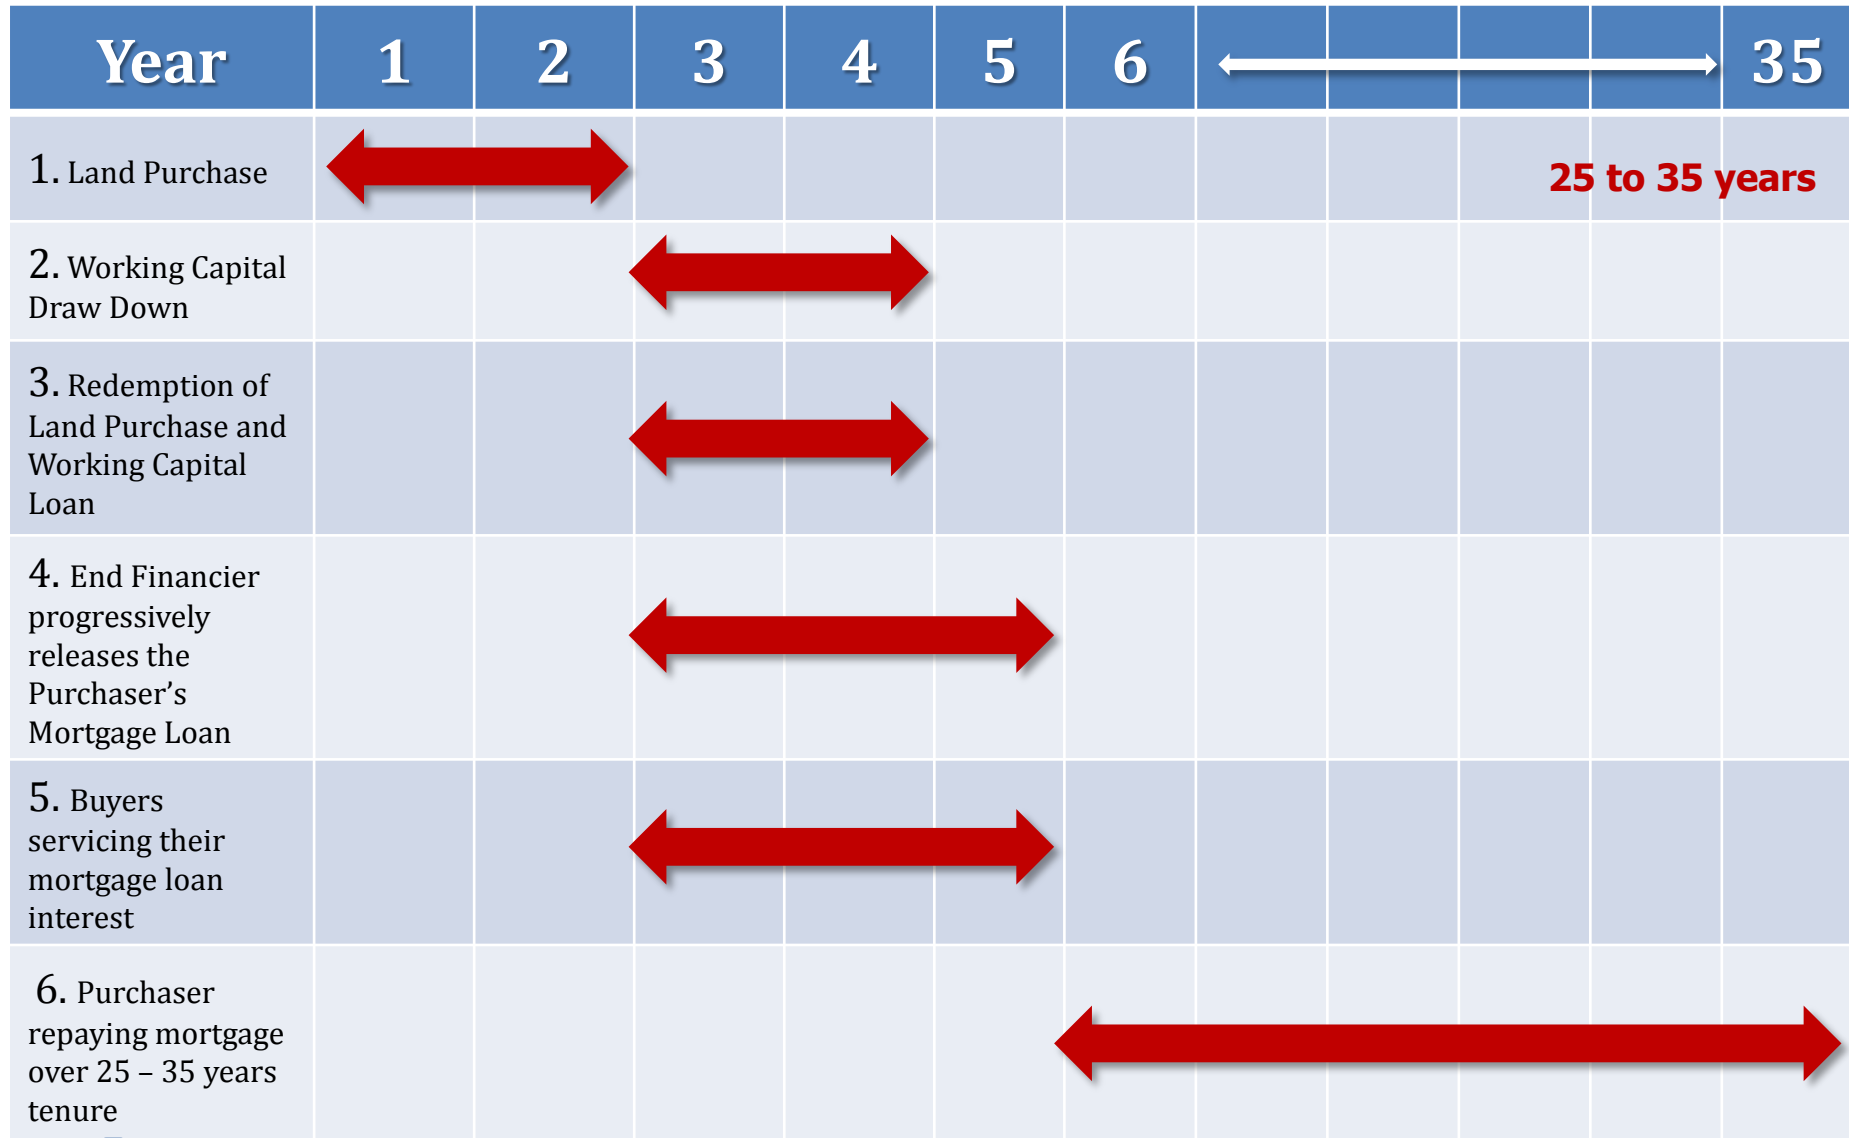 Year 1 2 3 4 5 6 35
1. Land Purchase
25 to 35 years
2. Working Capital
Draw Down
3. Redemption of
Land Purchase and
Working Capital
Loan
4. End Financier
progressively
releases the
Purchaser’s
Mortgage Loan
5. Buyers
servicing their
mortgage loan
interest
6. Purchaser
repaying mortgage
over 25 – 35 years
tenure